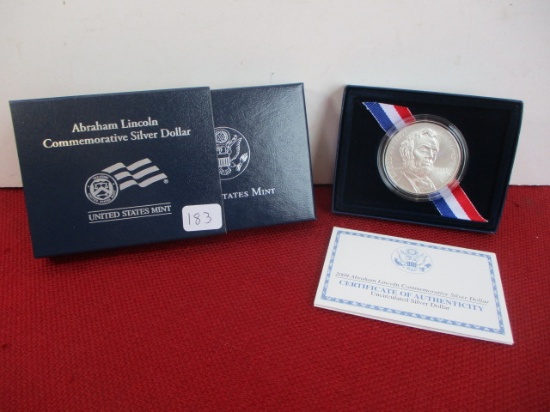 Abraham Lincoln
Commemorative Silver Dollar
UNITED STATES MINT
183
TATES MINT
2009 Abraham Lincoln Commemorative Silver Dollar
CERTIFICATE OF AUTHENTICITY
Uncirculated Silver Dollar